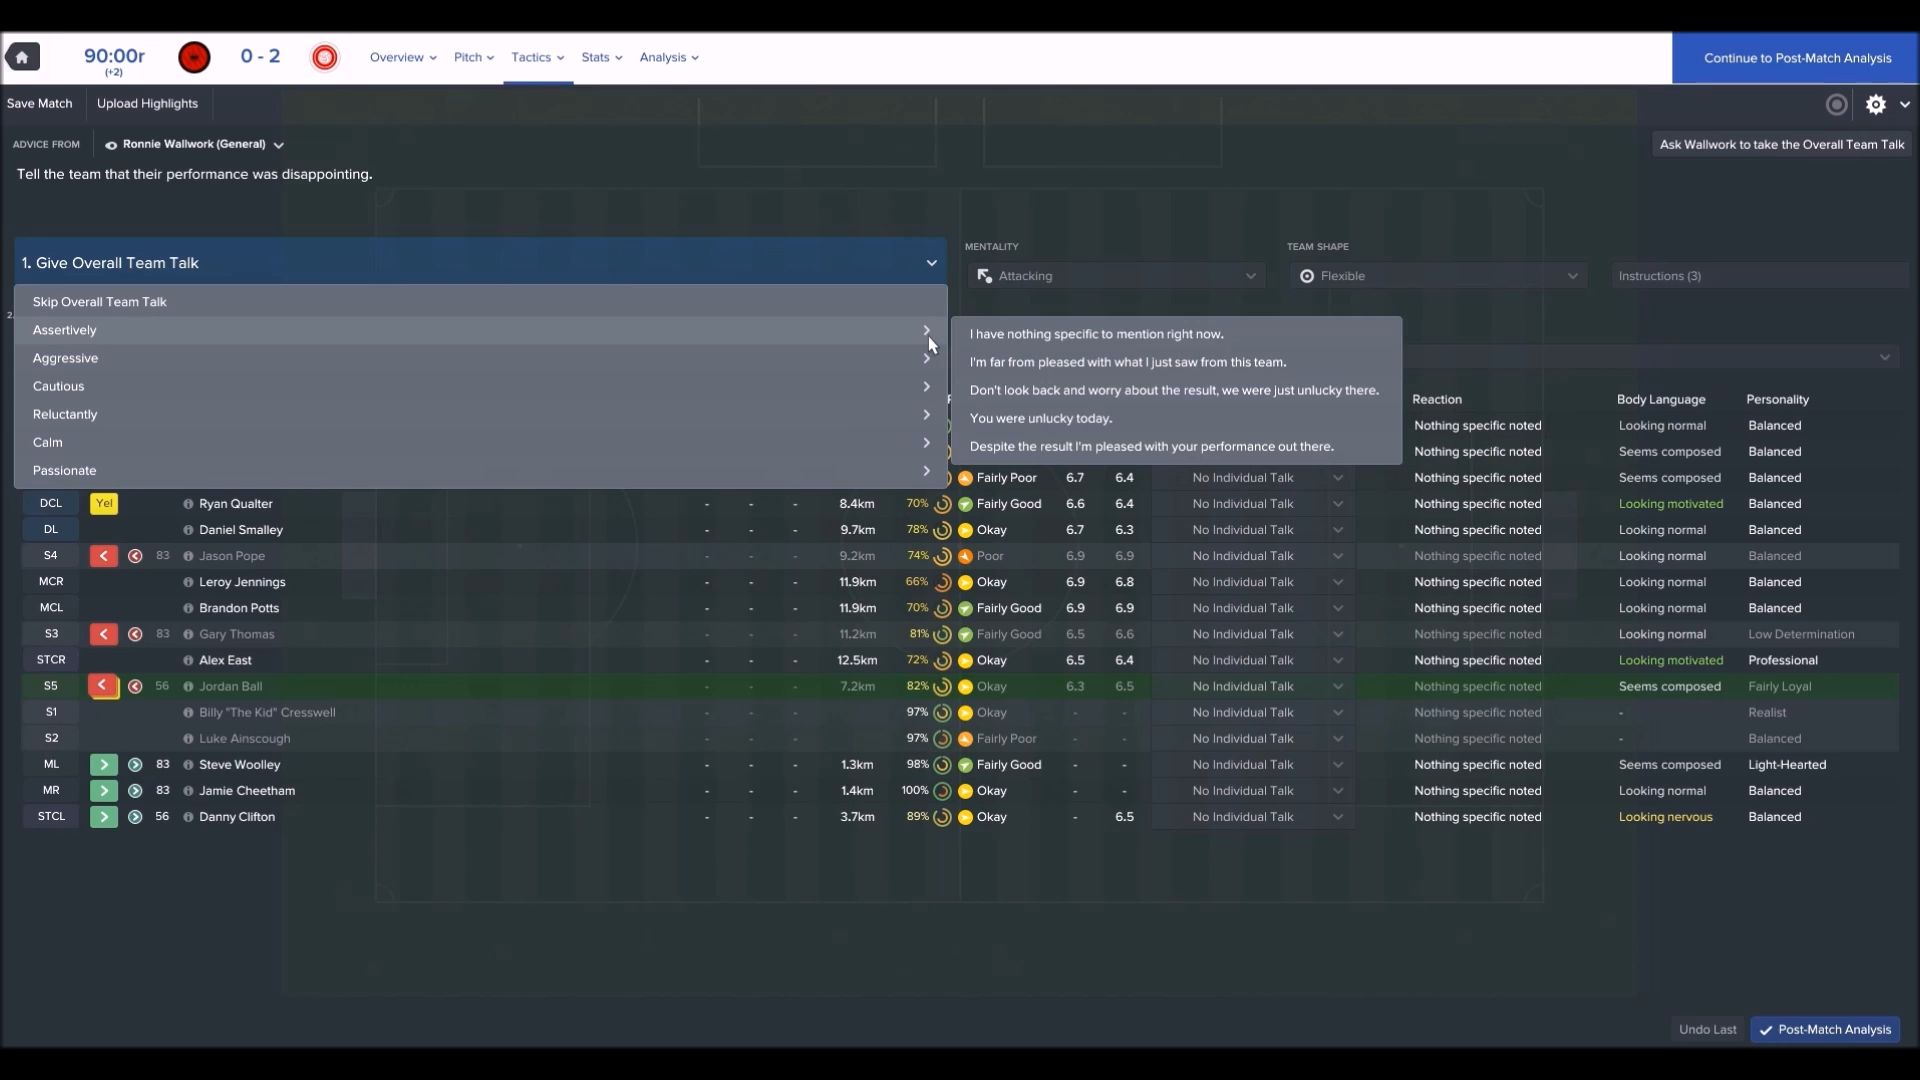 90:00r
(+2)
0 - 2
Overview
Pitch
Tactics
Stats
Analysis
Continue to Post-Match Analysis
Save Match
Upload Highlights
ADVICE FROM
Ronnie Wallwork (General)
Ask Wallwork to take the Overall Team Talk
Tell the team that their performance was disappointing.
1. Give Overall Team Talk
MENTALITY
Attacking
TEAM SHAPE
Flexible
Instructions (3)
Skip Overall Team Talk
2.
Assertively
Aggressive
Cautious
Reluctantly
Calm
Passionate
I have nothing specific to mention right now.
I'm far from pleased with what I just saw from this team.
Don't look back and worry about the result, we were just unlucky there.
You were unlucky today.
Despite the result I'm pleased with your performance out there.
Reaction Body Language Personality
Nothing specific noted Looking normal Balanced
Nothing specific noted Seems composed Balanced
Fairly Poor 6.7 6.4 No Individual Talk Nothing specific noted Seems composed Balanced
DCL Yel Ryan Qualter - - - 8.4km 70% Fairly Good 6.6 6.4 No Individual Talk Nothing specific noted Looking motivated Balanced
DL Daniel Smalley - - - 9.7km 78% Okay 6.7 6.3 No Individual Talk Nothing specific noted Looking normal Balanced
S4 83 Jason Pope - - - 9.2km 74% Poor 6.9 6.9 No Individual Talk Nothing specific noted Looking normal Balanced
MCR Leroy Jennings - - - 11.9km 66% Okay 6.9 6.8 No Individual Talk Nothing specific noted Looking normal Balanced
MCL Brandon Potts - - - 11.9km 70% Fairly Good 6.9 6.9 No Individual Talk Nothing specific noted Looking normal Balanced
S3 83 Gary Thomas - - - 11.2km 81% Fairly Good 6.5 6.6 No Individual Talk Nothing specific noted Looking normal Low Determination
STCR Alex East - - - 12.5km 72% Okay 6.5 6.4 No Individual Talk Nothing specific noted Looking motivated Professional
S5 56 Jordan Ball - - - 7.2km 82% Okay 6.3 6.5 No Individual Talk Nothing specific noted Seems composed Fairly Loyal
S1 Billy "The Kid" Cresswell 97% Okay - - No Individual Talk Nothing specific noted - Realist
S2 Luke Ainscough 97% Fairly Poor - - No Individual Talk Nothing specific noted - Balanced
ML 83 Steve Woolley - - - 1.3km 98% Fairly Good - - No Individual Talk Nothing specific noted Seems composed Light-Hearted
MR 83 Jamie Cheetham - - - 1.4km 100% Okay - - No Individual Talk Nothing specific noted Looking normal Balanced
STCL 56 Danny Clifton - - - 3.7km 89% Okay - 6.5 No Individual Talk Nothing specific noted Looking nervous Balanced
Undo Last
Post-Match Analysis